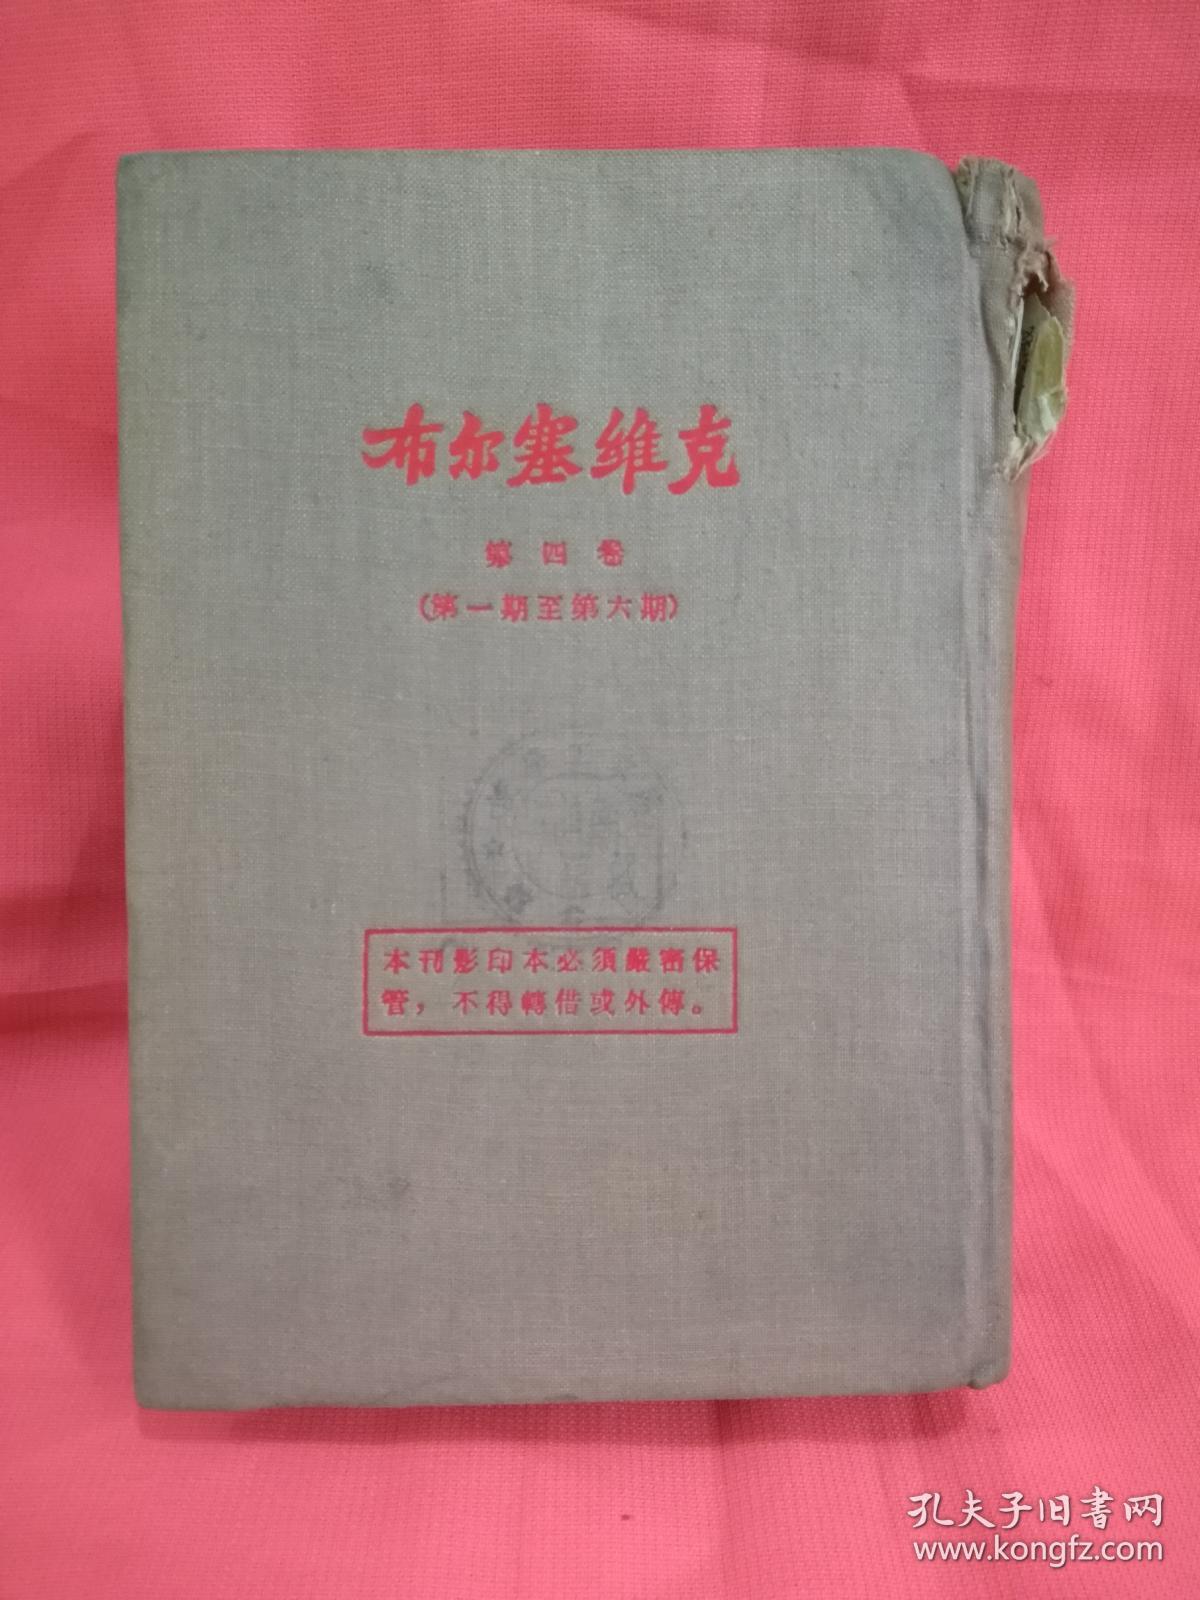 布尔塞维克
第四卷
(第一期至第六期)
本刊影印本必須嚴密保
管，不得轉借或外傳。
孔夫子旧書网
www.kongfz.com